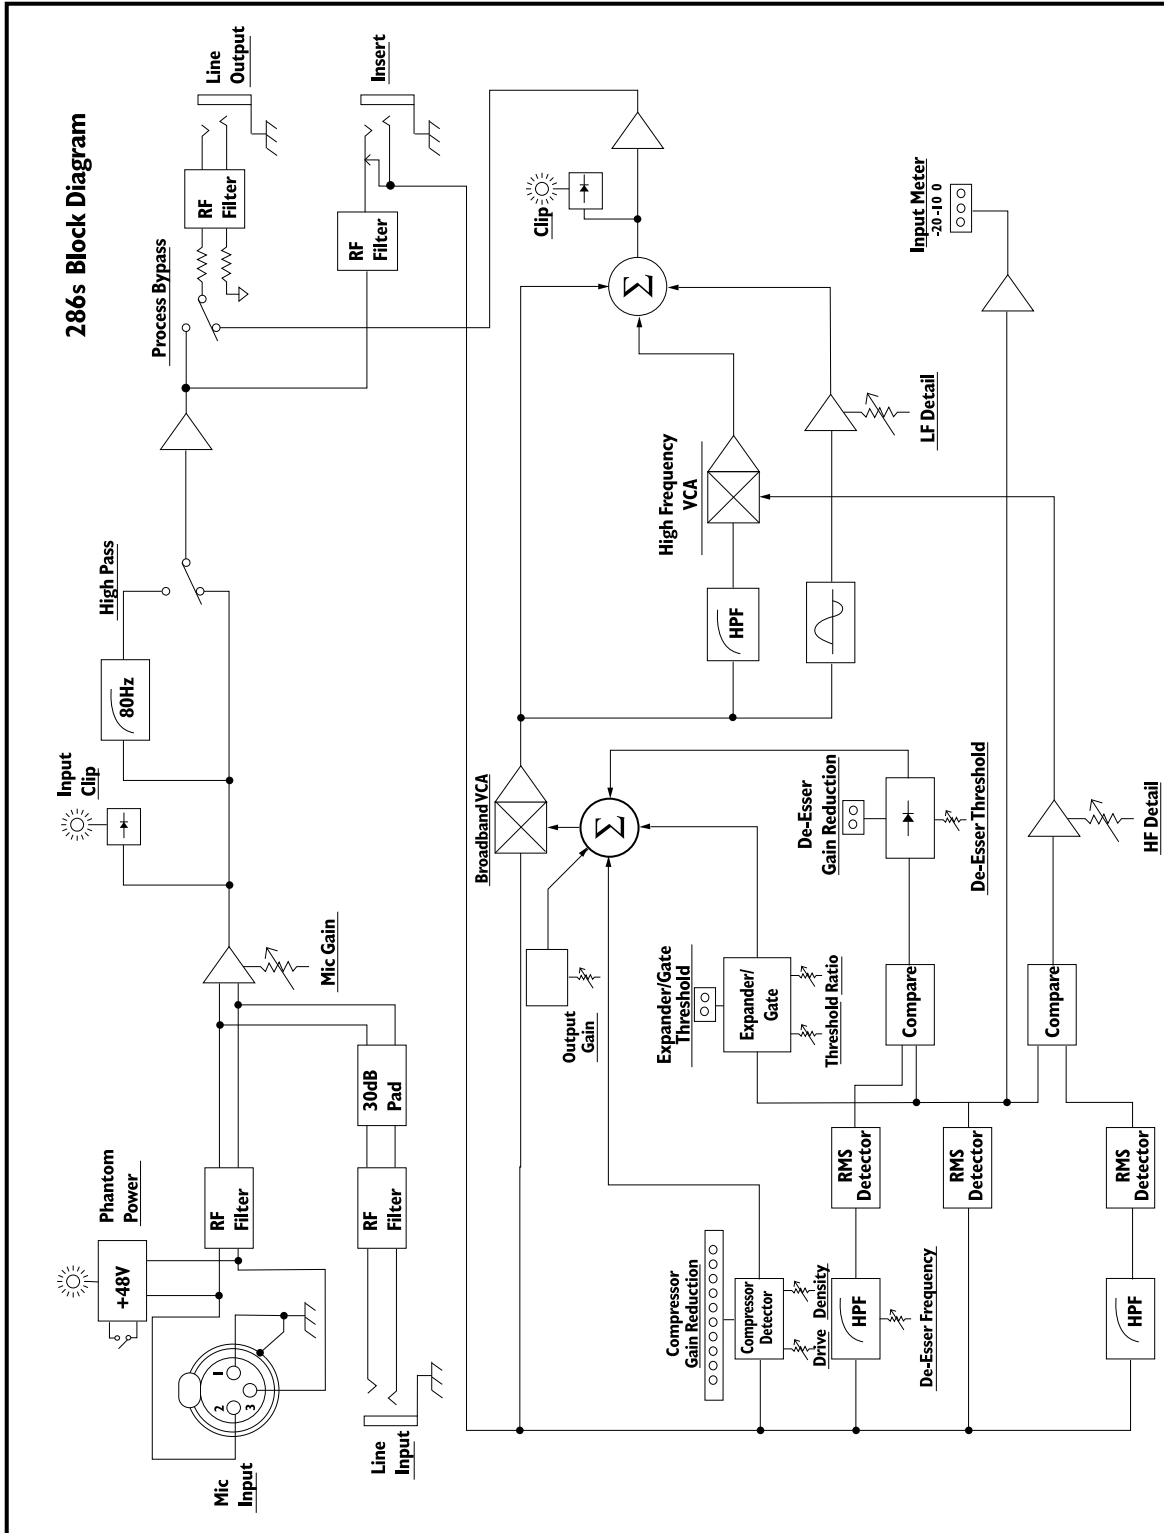 286s Block Diagram
Mic
Input
1
2
3
Phantom
Power
+48V
RF
Filter
Line
Input
RF
Filter
30dB
Pad
Mic Gain
Input
Clip
80Hz
High Pass
Process Bypass
RF
Filter
Line
Output
RF
Filter
Insert
Compressor
Gain Reduction
Compressor
Detector
Drive
Density
HPF
De-Esser Frequency
RMS
Detector
RMS
Detector
HPF
RMS
Detector
Output
Gain
Expander/Gate
Threshold
Expander/
Gate
Threshold Ratio
Compare
Compare
Broadband VCA
Σ
De-Esser
Gain Reduction
De-Esser Threshold
HF Detail
HPF
High Frequency
VCA
LF Detail
Σ
Clip
Input Meter
-20 -10 0